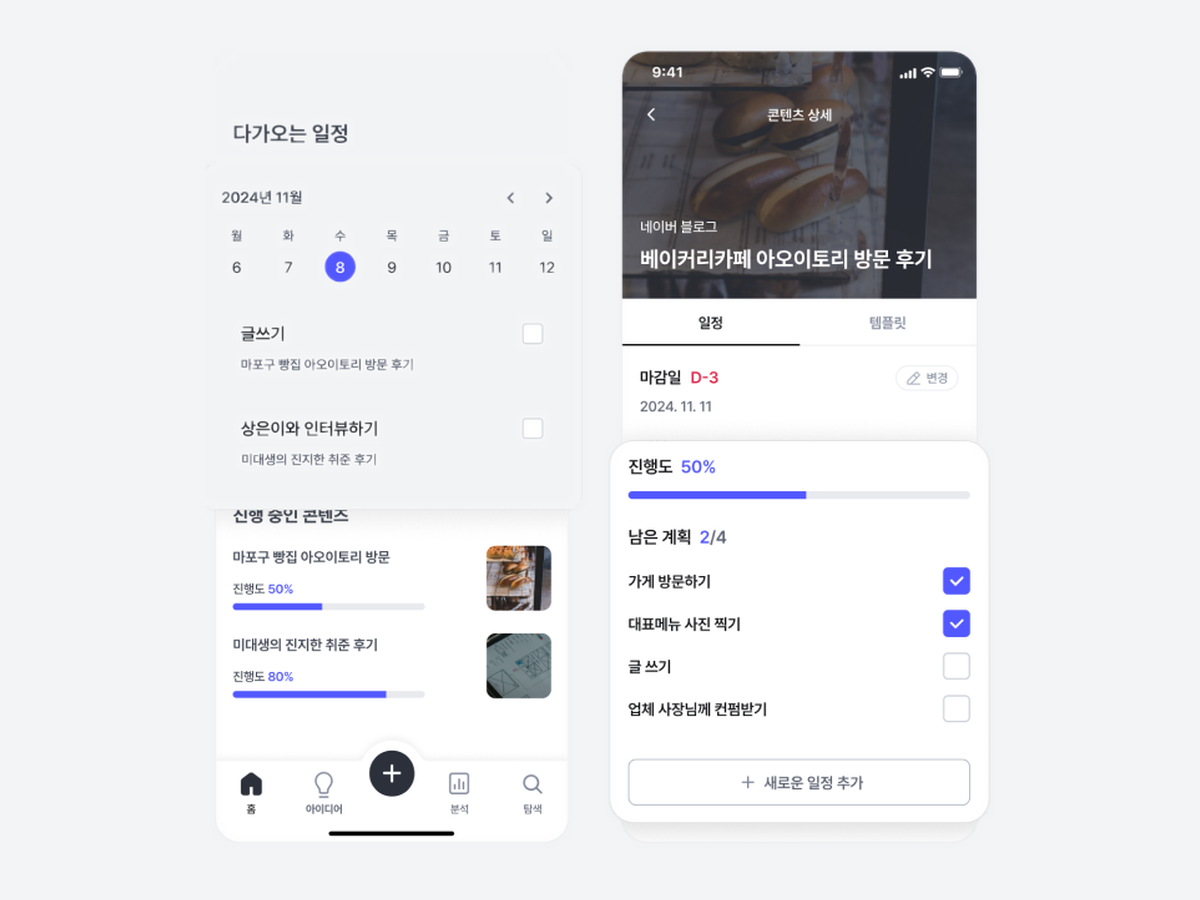 다가오는 일정
2024년 11월
월 화 수 목 금 토 일
6 7 8 9 10 11 12
글쓰기
마포구 빵집 아오이토리 방문 후기
상은이와 인터뷰하기
미대생의 진지한 취준 후기
진행 중인 콘텐츠
마포구 빵집 아오이토리 방문
진행도 50%
미대생의 진지한 취준 후기
진행도 80%
홈 아이디어 분석 탐색
9:41
콘텐츠 상세
네이버 블로그
베이커리카페 아오이토리 방문 후기
일정 템플릿
마감일 D-3 변경
2024. 11. 11
진행도 50%
남은 계획 2/4
가게 방문하기
대표메뉴 사진 찍기
글 쓰기
업체 사장님께 컨펌받기
+ 새로운 일정 추가